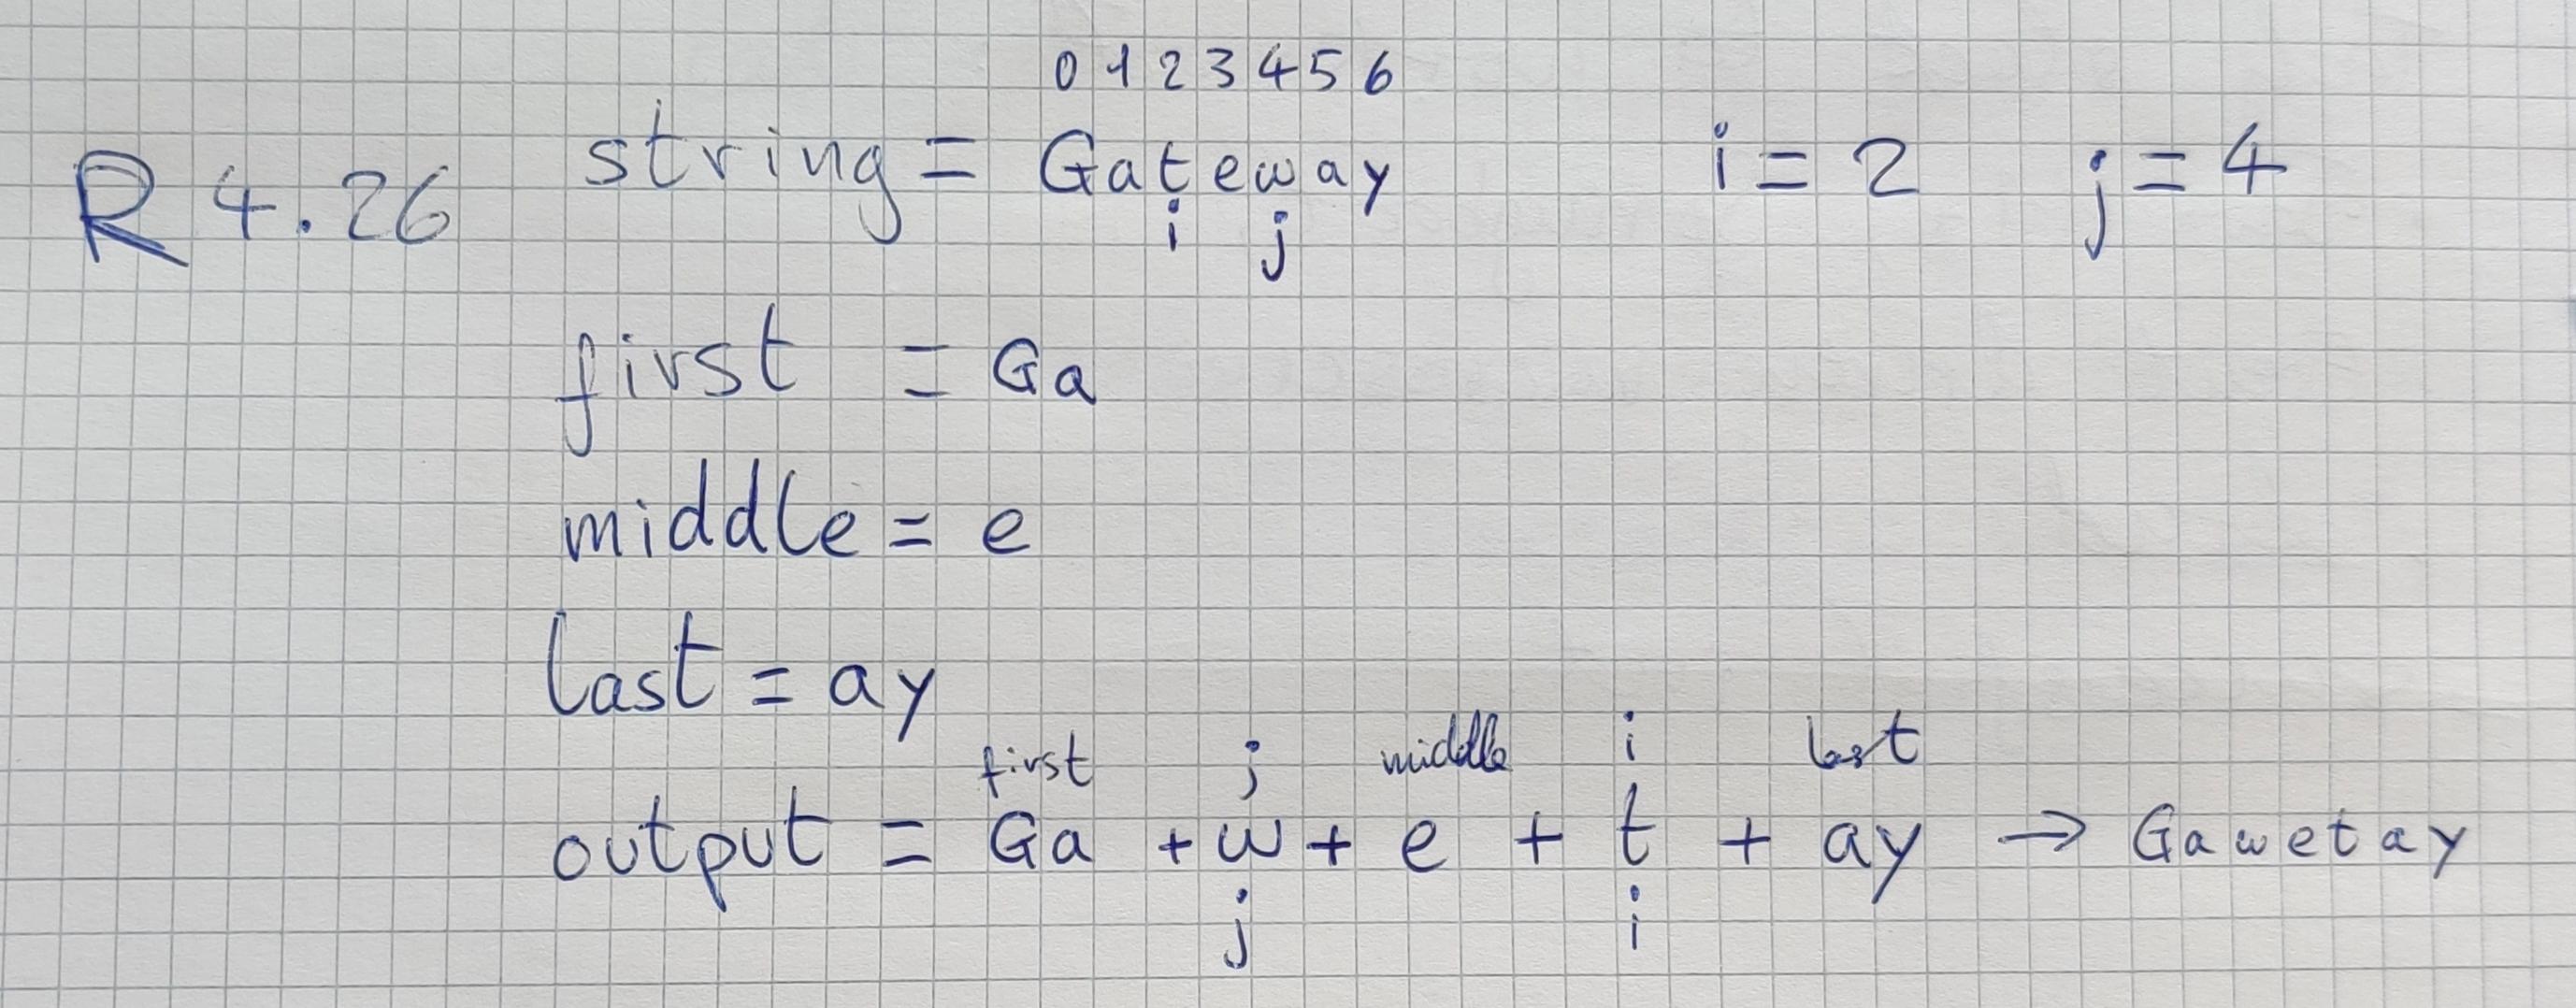 0 1 2 3 4 5 6
R 4.26 string = Gateway i = 2 j = 4
i j
first = Ga
middle = e
last = ay
first j middle i last
output = Ga + w + e + t + ay → Gawetay
j i